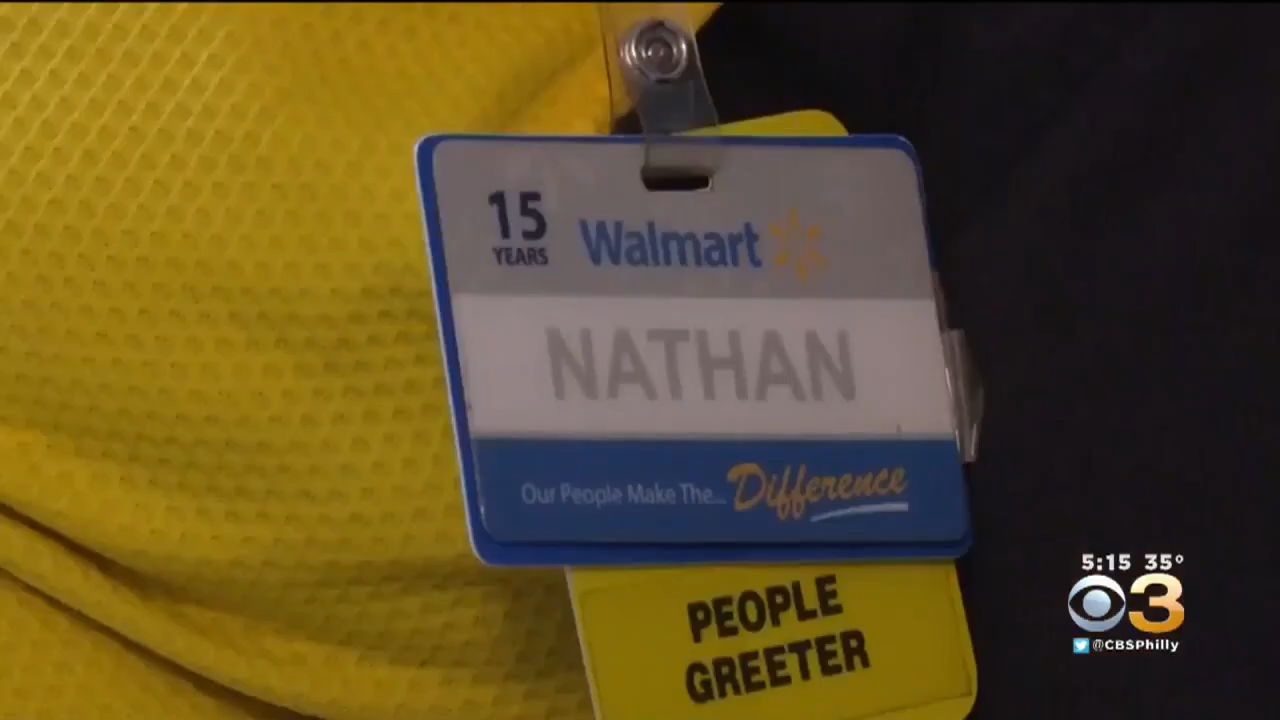 15
YEARS
Walmart
NATHAN
Our People Make The... Difference
PEOPLE
GREETER
5:15 35°
3
@CBSPhilly